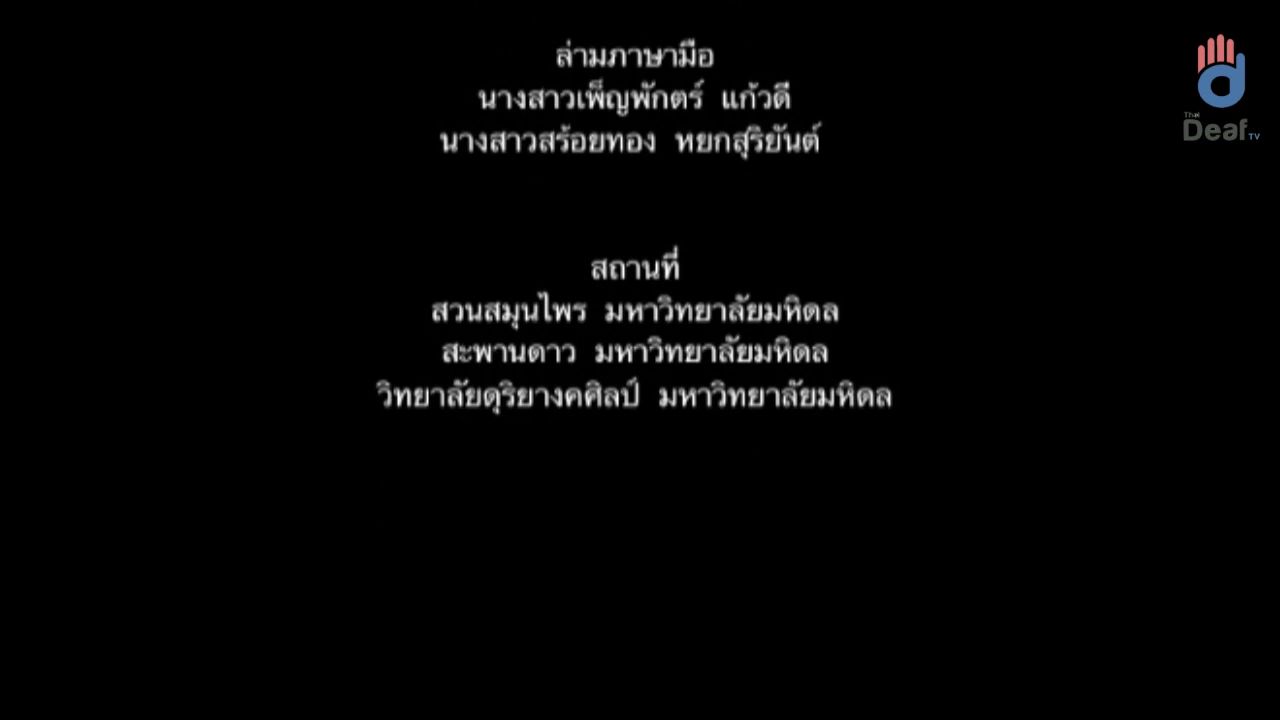 ล่ามภาษามือ
นางสาวเพ็ญพักตร์ แก้วดี
นางสาวสร้อยทอง หยกสุริยันต์
สถานที่
สวนสมุนไพร มหาวิทยาลัยมหิดล
สะพานดาว มหาวิทยาลัยมหิดล
วิทยาลัยดุริยางคศิลป์ มหาวิทยาลัยมหิดล
Thai
Deaf TV